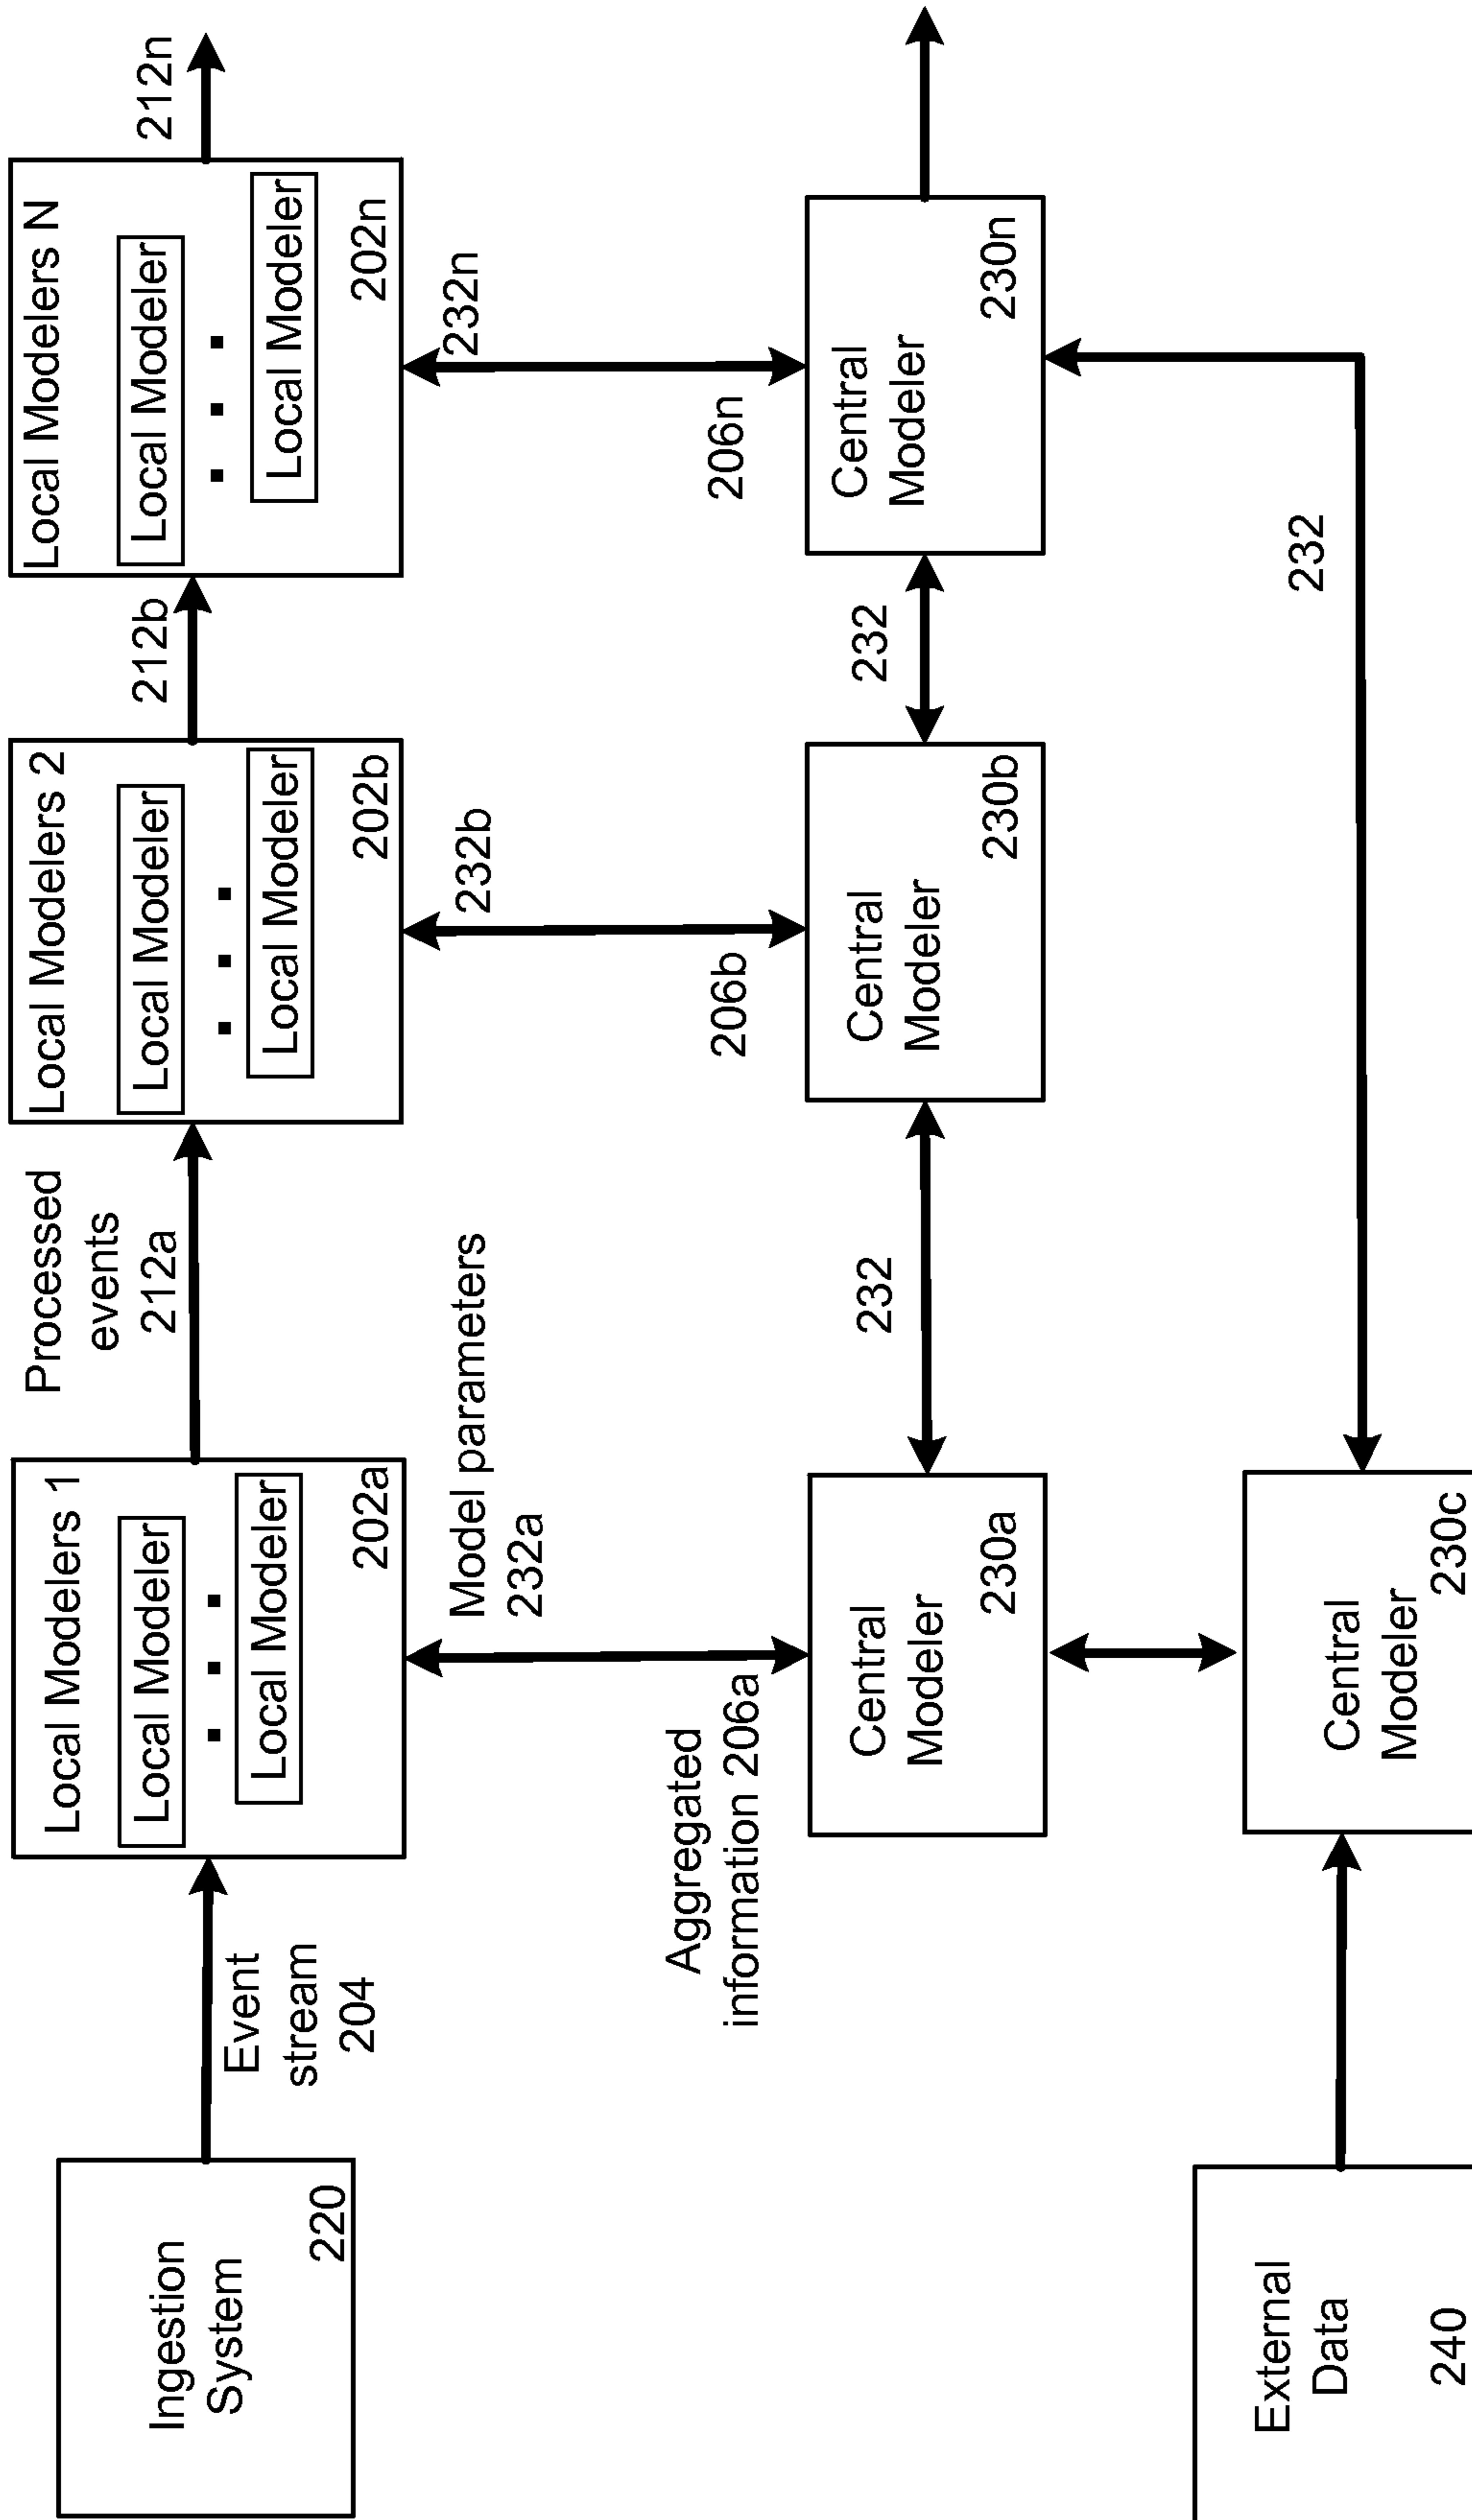 Ingestion
System
220
Event
stream
204
Local Modelers 1
Local Modeler
Local Modeler
202a
Processed
events
212a
Local Modelers 2
Local Modeler
Local Modeler
202b
212b
Local Modelers N
Local Modeler
Local Modeler
202n
212n
Aggregated
information 206a
Model parameters
232a
206b
232b
206n
232n
Central
Modeler
230a
232
Central
Modeler
230b
232
Central
Modeler
230n
External
Data
240
Central
Modeler
230c
232